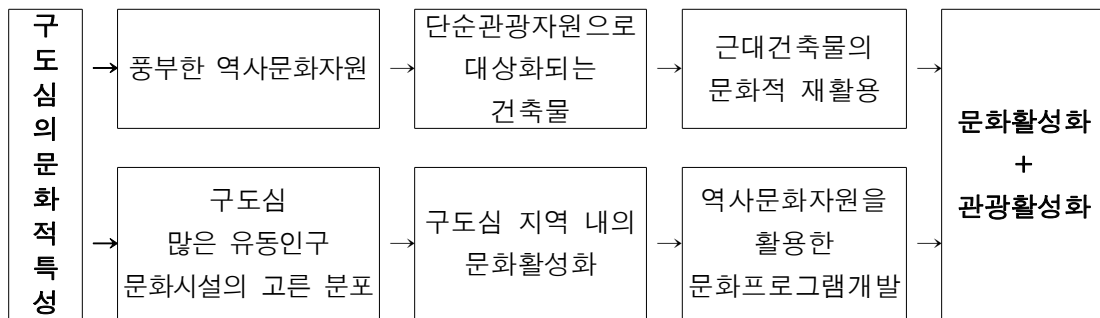 구도심의문화적특성
→ 풍부한 역사문화자원 →
단순관광자원으로
대상화되는
건축물
→
근대건축물의
문화적 재활용
→
→
구도심
많은 유동인구
문화시설의 고른 분포
→
구도심 지역 내의
문화활성화
→
역사문화자원을
활용한
문화프로그램개발
→
문화활성화
+
관광활성화